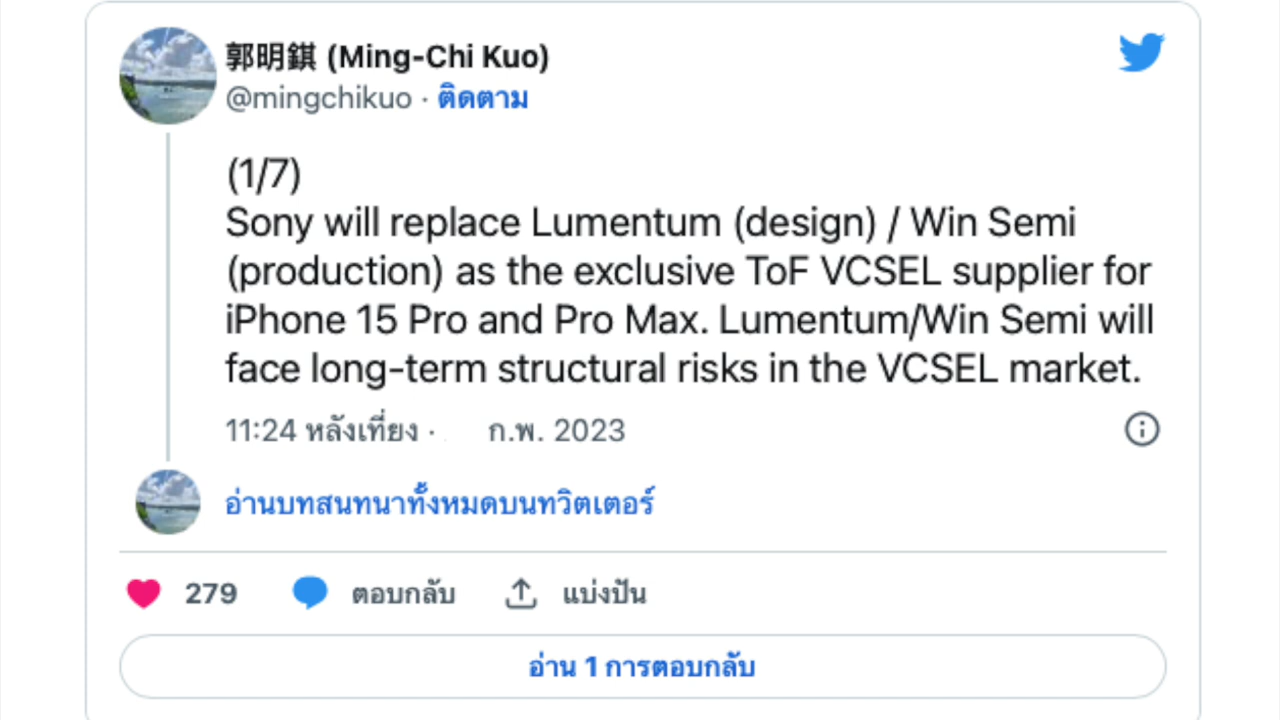 郭明錤 (Ming-Chi Kuo)
@mingchikuo · ติดตาม
(1/7)
Sony will replace Lumentum (design) / Win Semi
(production) as the exclusive ToF VCSEL supplier for
iPhone 15 Pro and Pro Max. Lumentum/Win Semi will
face long-term structural risks in the VCSEL market.
11:24 หลังเที่ยง · ก.พ. 2023
อ่านบทสนทนาทั้งหมดบนทวิตเตอร์
279 ตอบกลับ แบ่งปัน
อ่าน 1 การตอบกลับ